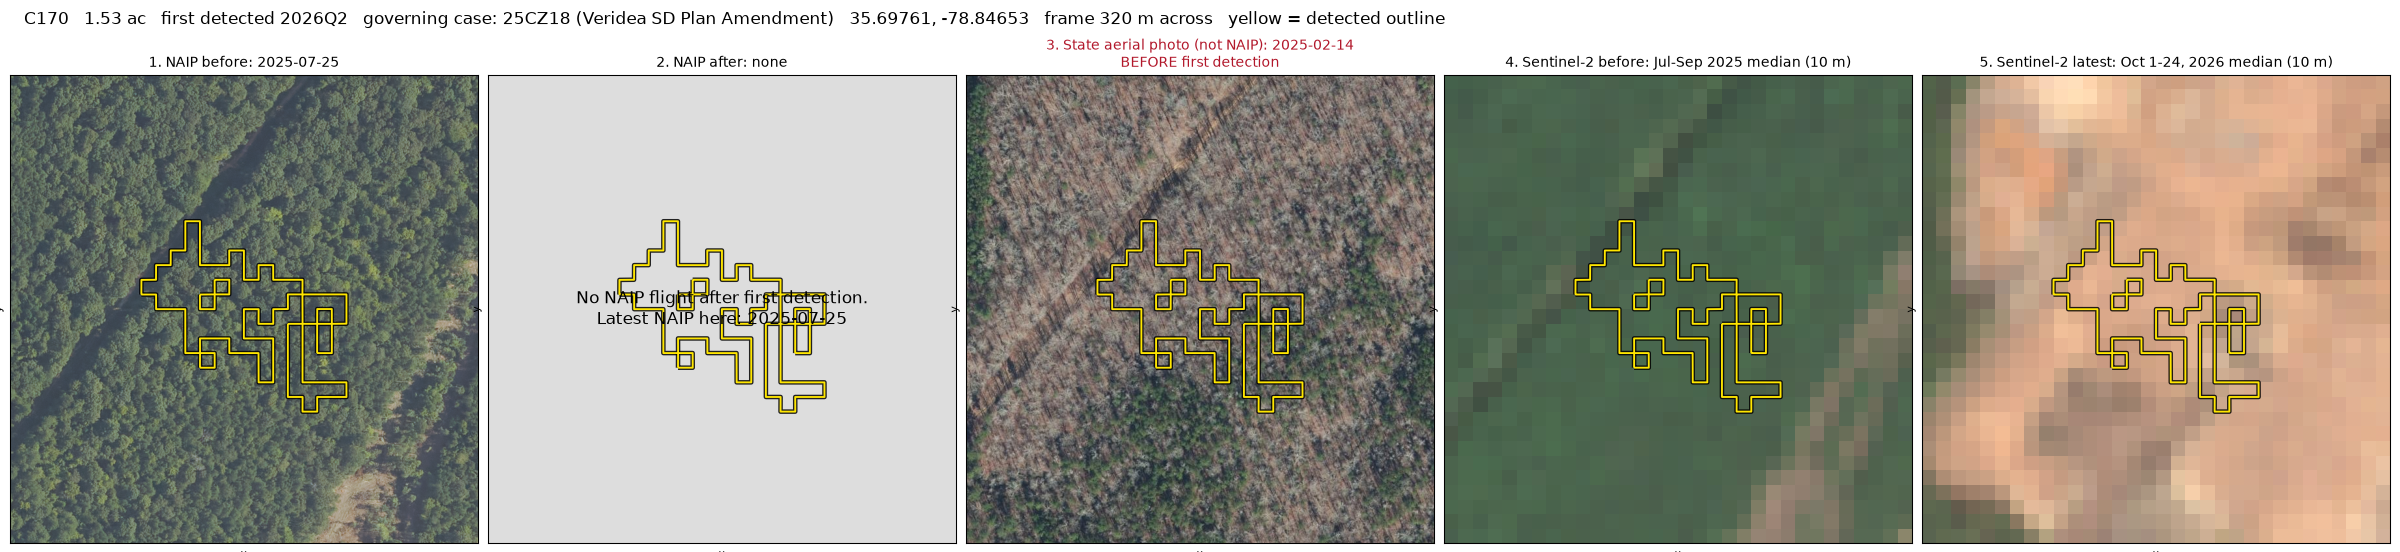 C170   1.53 ac   first detected 2026Q2   governing case: 25CZ18 (Veridea SD Plan Amendment)   35.69761, -78.84653   frame 320 m across   yellow = detected outline
1. NAIP before: 2025-07-25
2. NAIP after: none
3. State aerial photo (not NAIP): 2025-02-14
BEFORE first detection
4. Sentinel-2 before: Jul-Sep 2025 median (10 m)
5. Sentinel-2 latest: Oct 1-24, 2026 median (10 m)
No NAIP flight after first detection.
Latest NAIP here: 2025-07-25